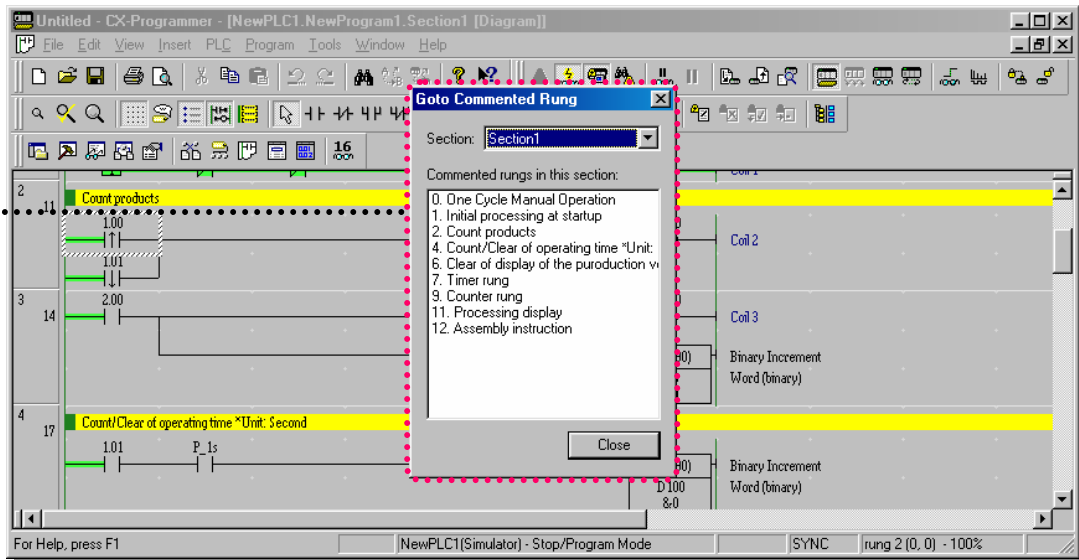 Untitled - CX-Programmer - [NewPLC1.NewProgram1.Section1 [Diagram]]
File Edit View Insert PLC Program Tools Window Help
16
Goto Commented Rung
Section: Section1
Commented rungs in this section:
0. One Cycle Manual Operation
1. Initial processing at startup
2. Count products
4. Count/Clear of operating time *Unit:
6. Clear of display of the puroduction
7. Timer rung
9. Counter rung
11. Processing display
12. Assembly instruction
Close
2
11
Count products
1.00
Coil 2
1.01
3
14
2.00
Coil 3
Binary Increment
Word (binary)
4
17
Count/Clear of operating time *Unit: Second
1.01 P_1s
Binary Increment
D100 Word (binary)
&0
For Help, press F1 NewPLC1(Simulator) - Stop/Program Mode SYNC rung 2 (0, 0) - 100%